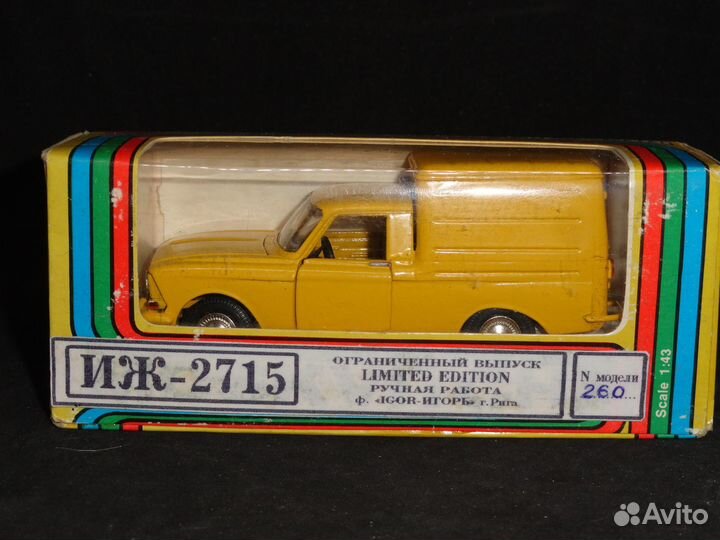 ИЖ-2715
ОГРАНИЧЕННЫЙ ВЫПУСК
LIMITED EDITION
РУЧНАЯ РАБОТА
ф. «IGOR-ИГОРЬ» г. Рига
N модели
260...
Scale 1:43
Avito